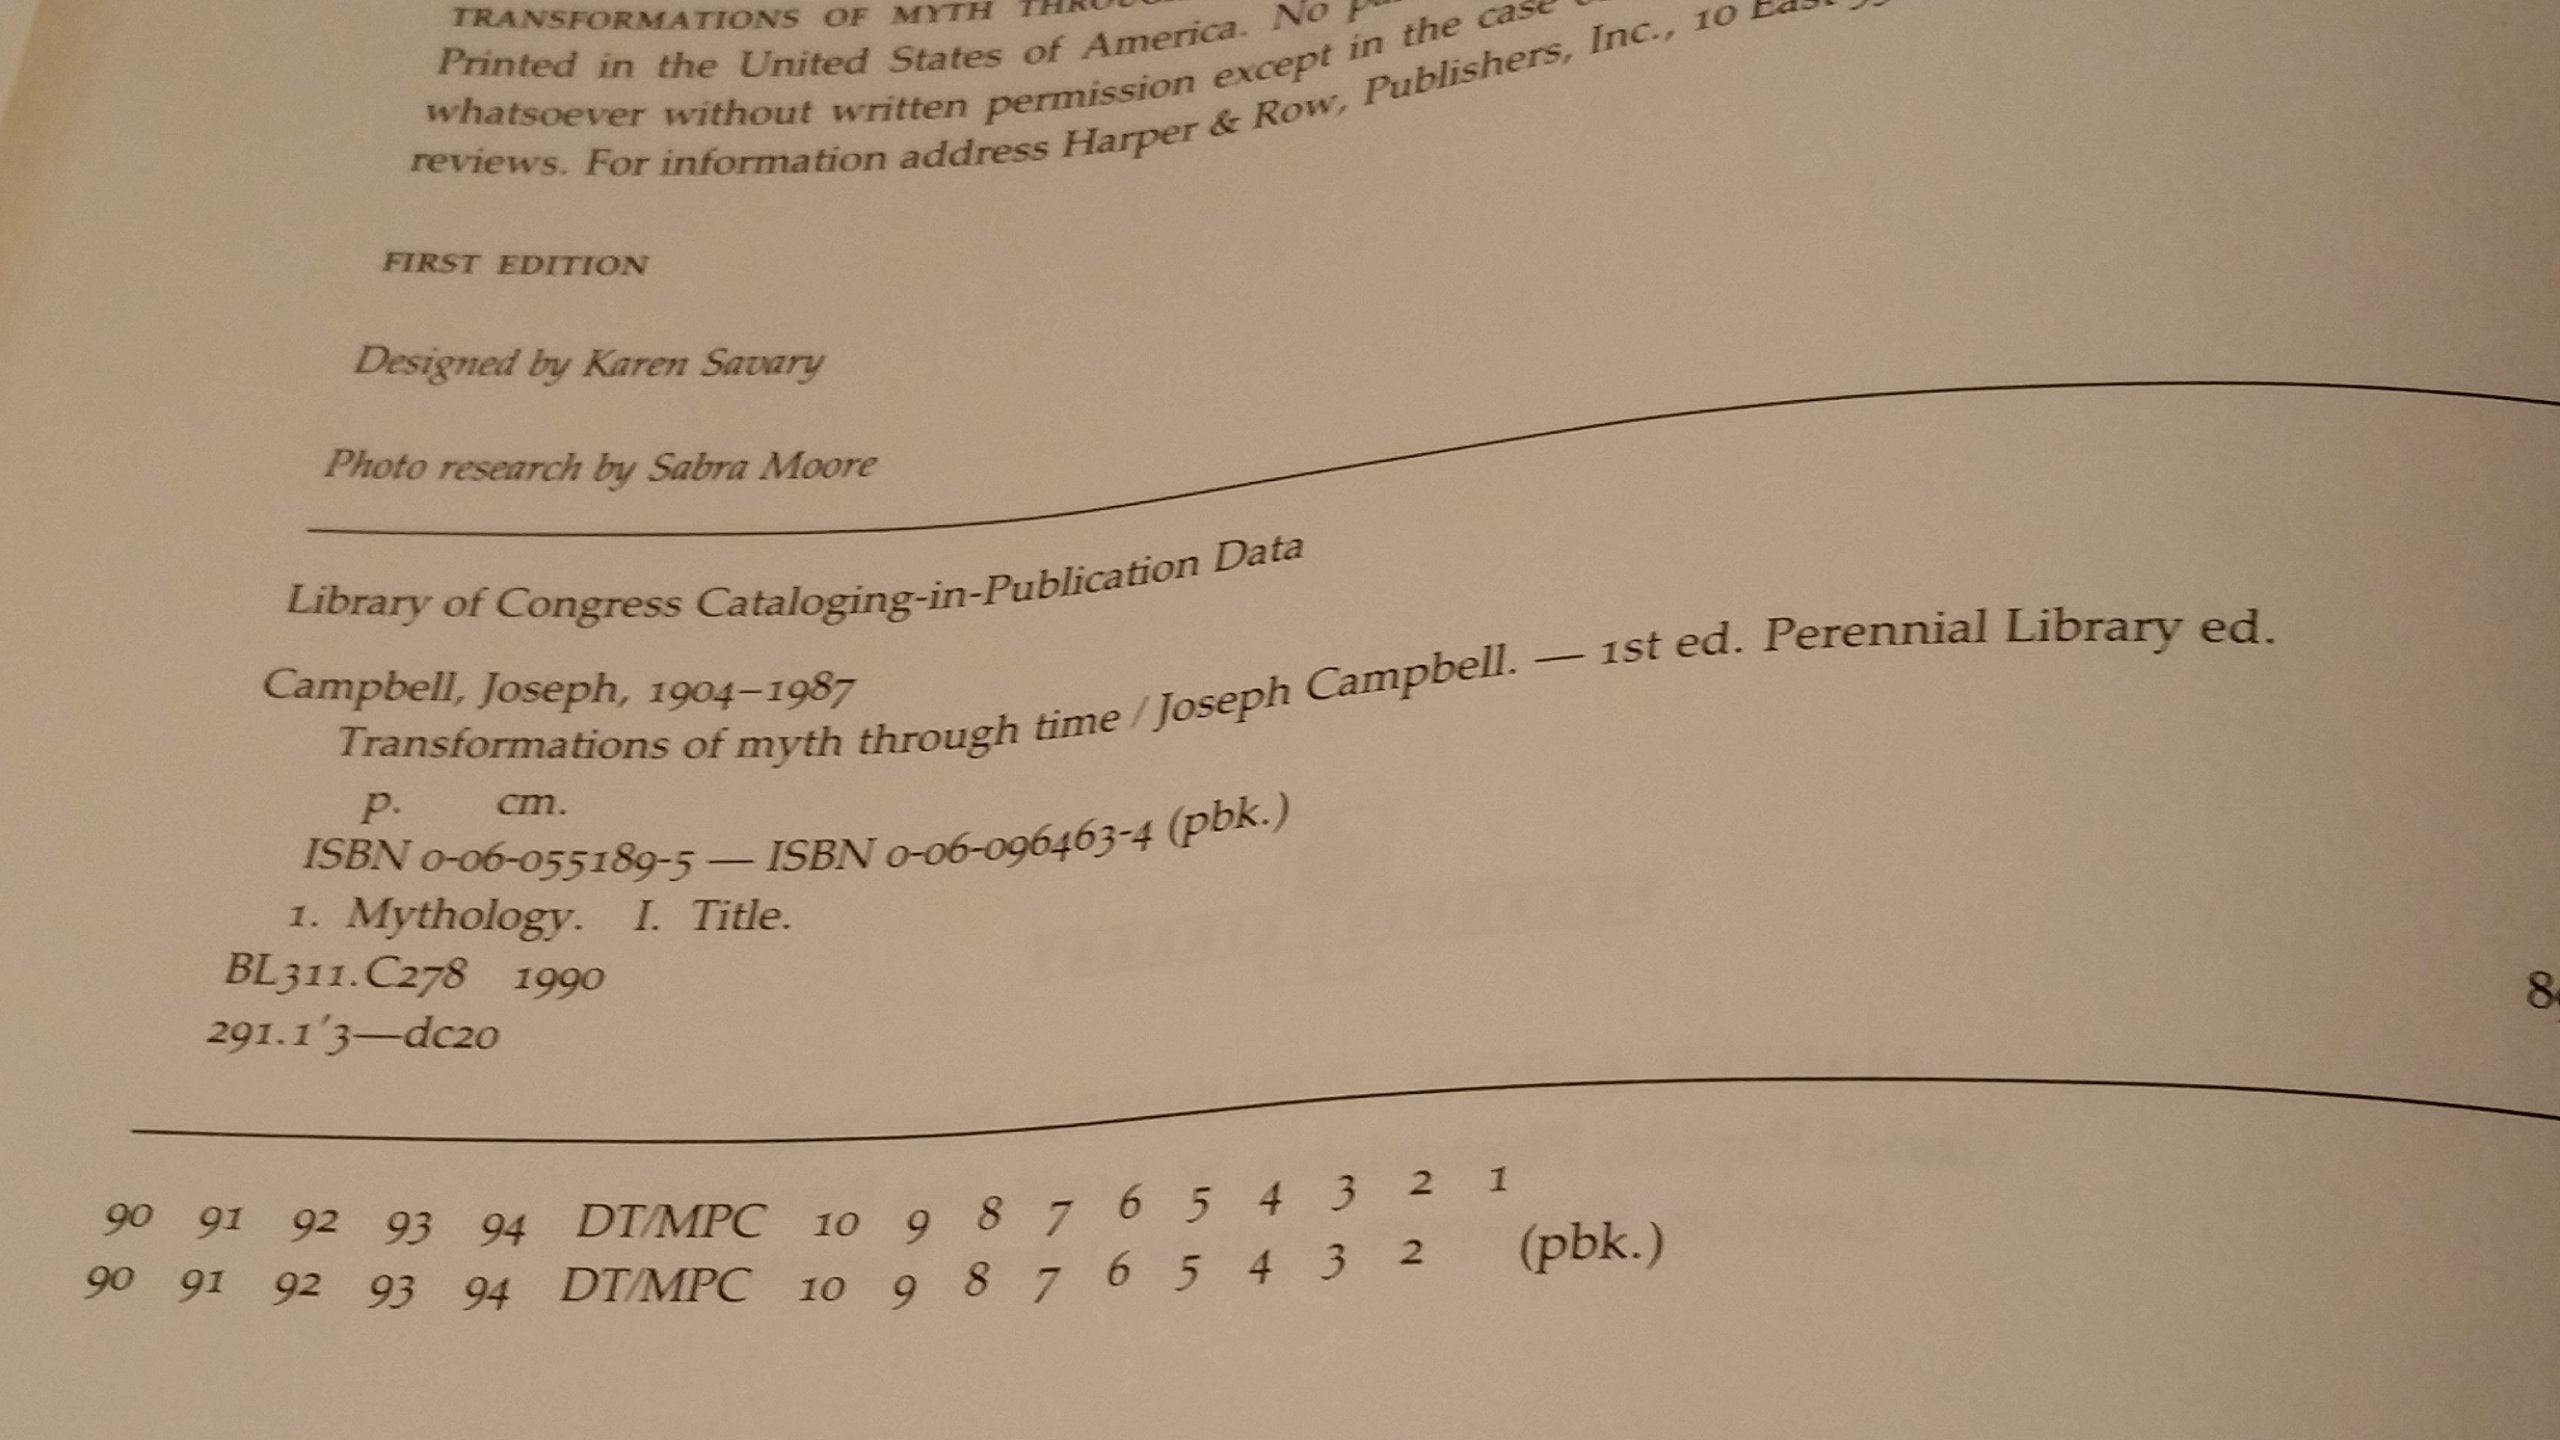 TRANSFORMATIONS OF MYTH
Printed in the United States of America. No
whatsoever without written permission except in the case
reviews. For information address Harper & Row, Publishers, Inc., 10 East
FIRST EDITION
Designed by Karen Savary
Photo research by Sabra Moore
Library of Congress Cataloging-in-Publication Data
Campbell, Joseph, 1904–1987
Transformations of myth through time / Joseph Campbell. — 1st ed. Perennial Library ed.
p. cm.
ISBN 0-06-055189-5 — ISBN 0-06-096463-4 (pbk.)
1. Mythology. I. Title.
BL311.C278 1990
291.1′3—dc20
90 91 92 93 94 DT/MPC 10 9 8 7 6 5 4 3 2 1
90 91 92 93 94 DT/MPC 10 9 8 7 6 5 4 3 2 (pbk.)